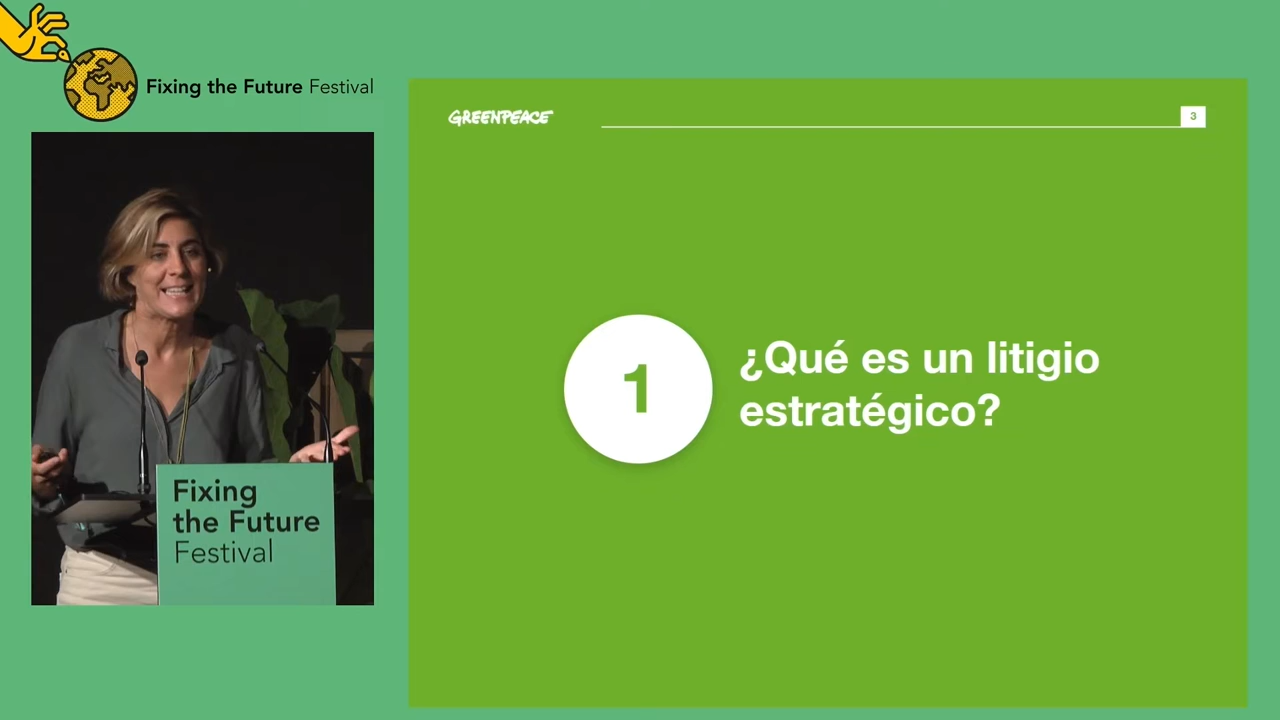 Fixing the Future Festival
GREENPEACE
3
1
¿Qué es un litigio
estratégico?
Fixing
the Future
Festival